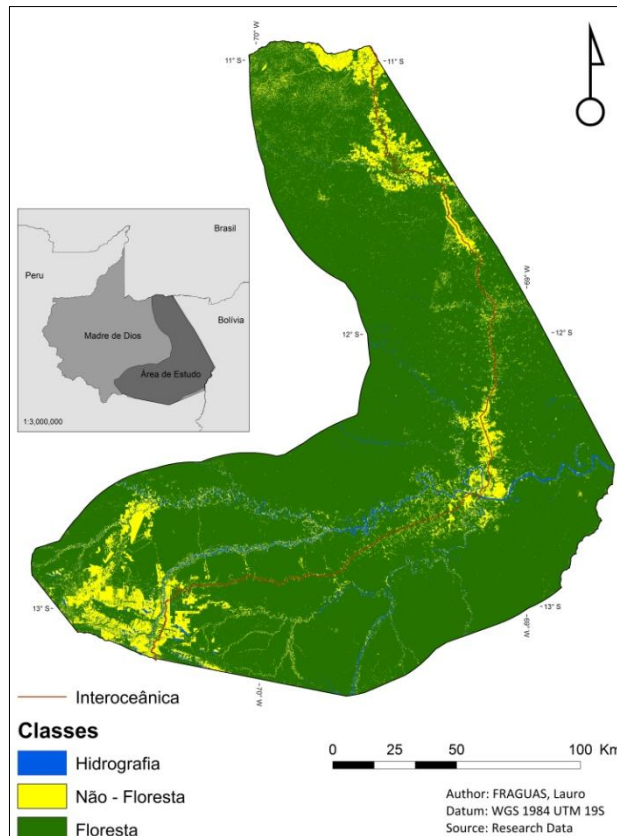 70° W
11° S
11° S
Brasil
Peru
69° W
Bolívia
Madre de Dios
12° S
12° S
Área de Estudo
1:3,000,000
13° S
13° S
69° W
70° W
Interoceânica
Classes
Hidrografia
Não - Floresta
Floresta
0 25 50 100 Km
Author: FRAGUAS, Lauro
Datum: WGS 1984 UTM 19S
Source: Research Data